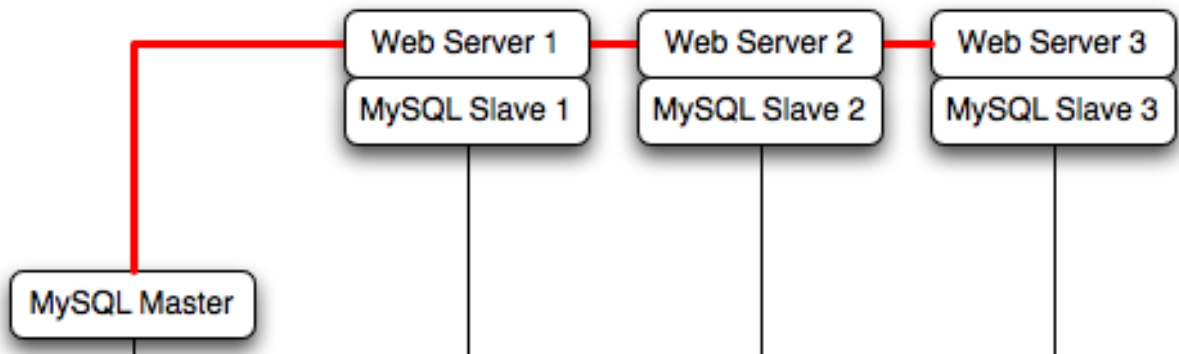 Web Server 1
Web Server 2
Web Server 3
MySQL Slave 1
MySQL Slave 2
MySQL Slave 3
MySQL Master